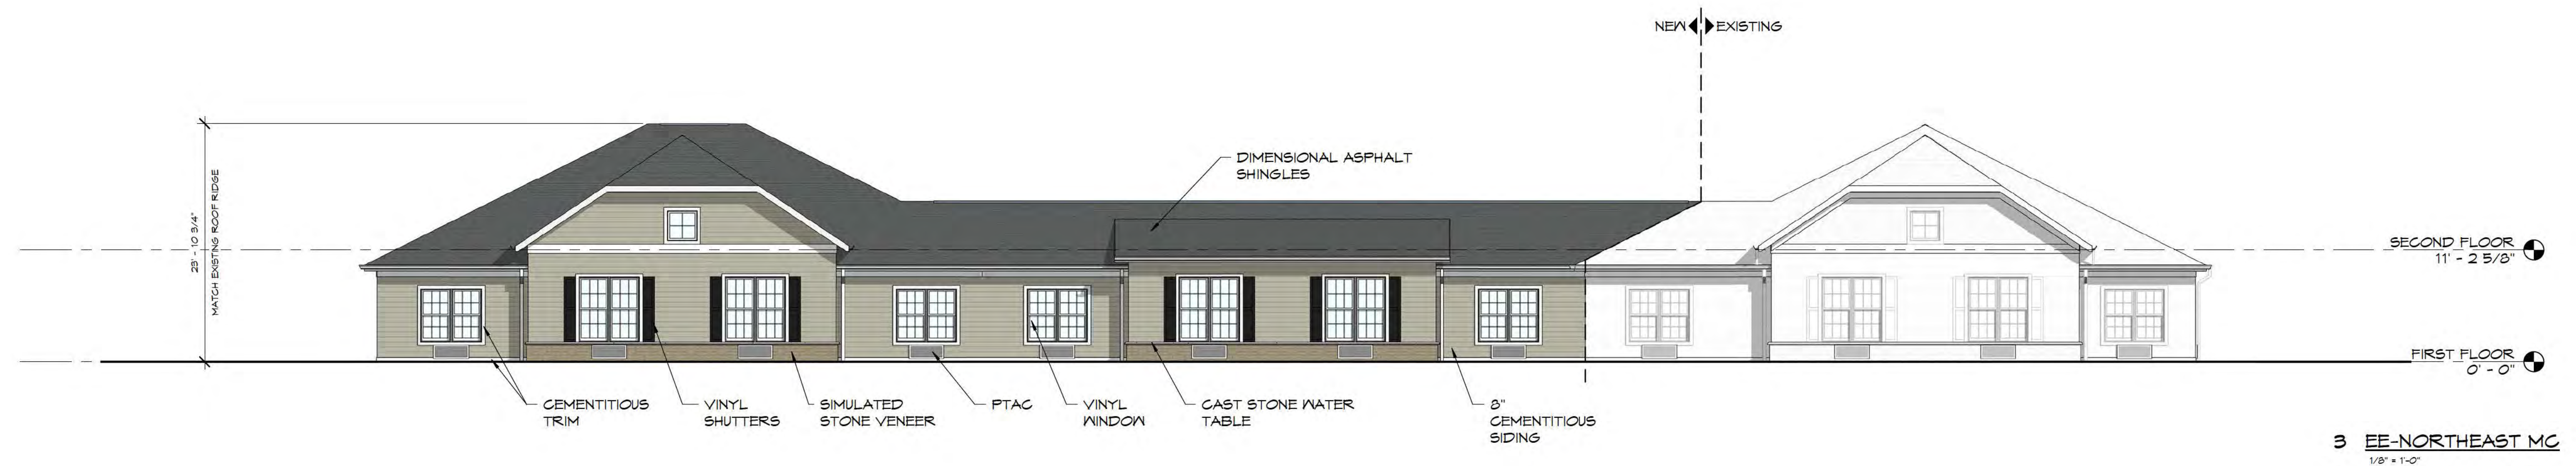 NEW EXISTING
DIMENSIONAL ASPHALT
SHINGLES
23' - 10 3/4"
MATCH EXISTING ROOF RIDGE
SECOND FLOOR
11' - 2 5/8"
FIRST FLOOR
0' - 0"
CEMENTITIOUS
TRIM
VINYL
SHUTTERS
SIMULATED
STONE VENEER
PTAC
VINYL
WINDOW
CAST STONE WATER
TABLE
8"
CEMENTITIOUS
SIDING
3 EE-NORTHEAST MC
1/8" = 1'-0"